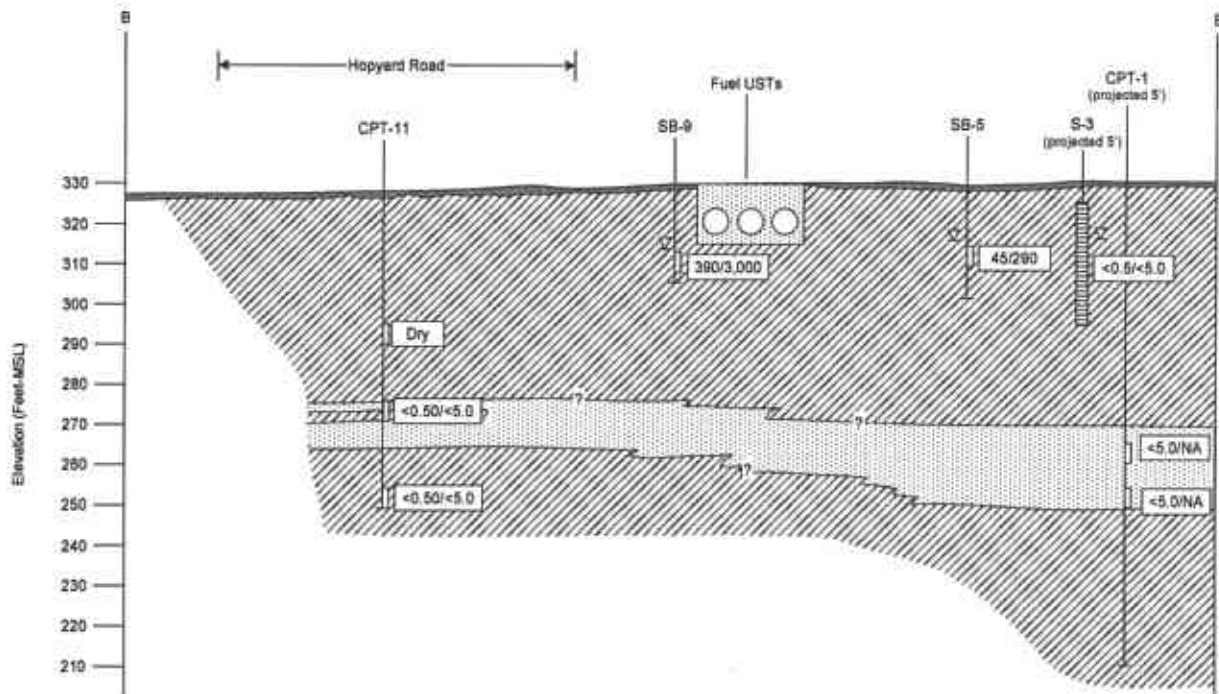 B
B
Hopyard Road
Fuel USTs
CPT-1
(projected 5')
CPT-11
SB-9
SB-5
S-3
(projected 5')
330
320
310
300
290
280
270
260
250
240
230
220
210
Elevation (Feet-MSL)
390/3,000
45/290
<0.5/<5.0
Dry
?
<0.50/<5.0
?
<5.0/NA
?
<0.50/<5.0
<5.0/NA